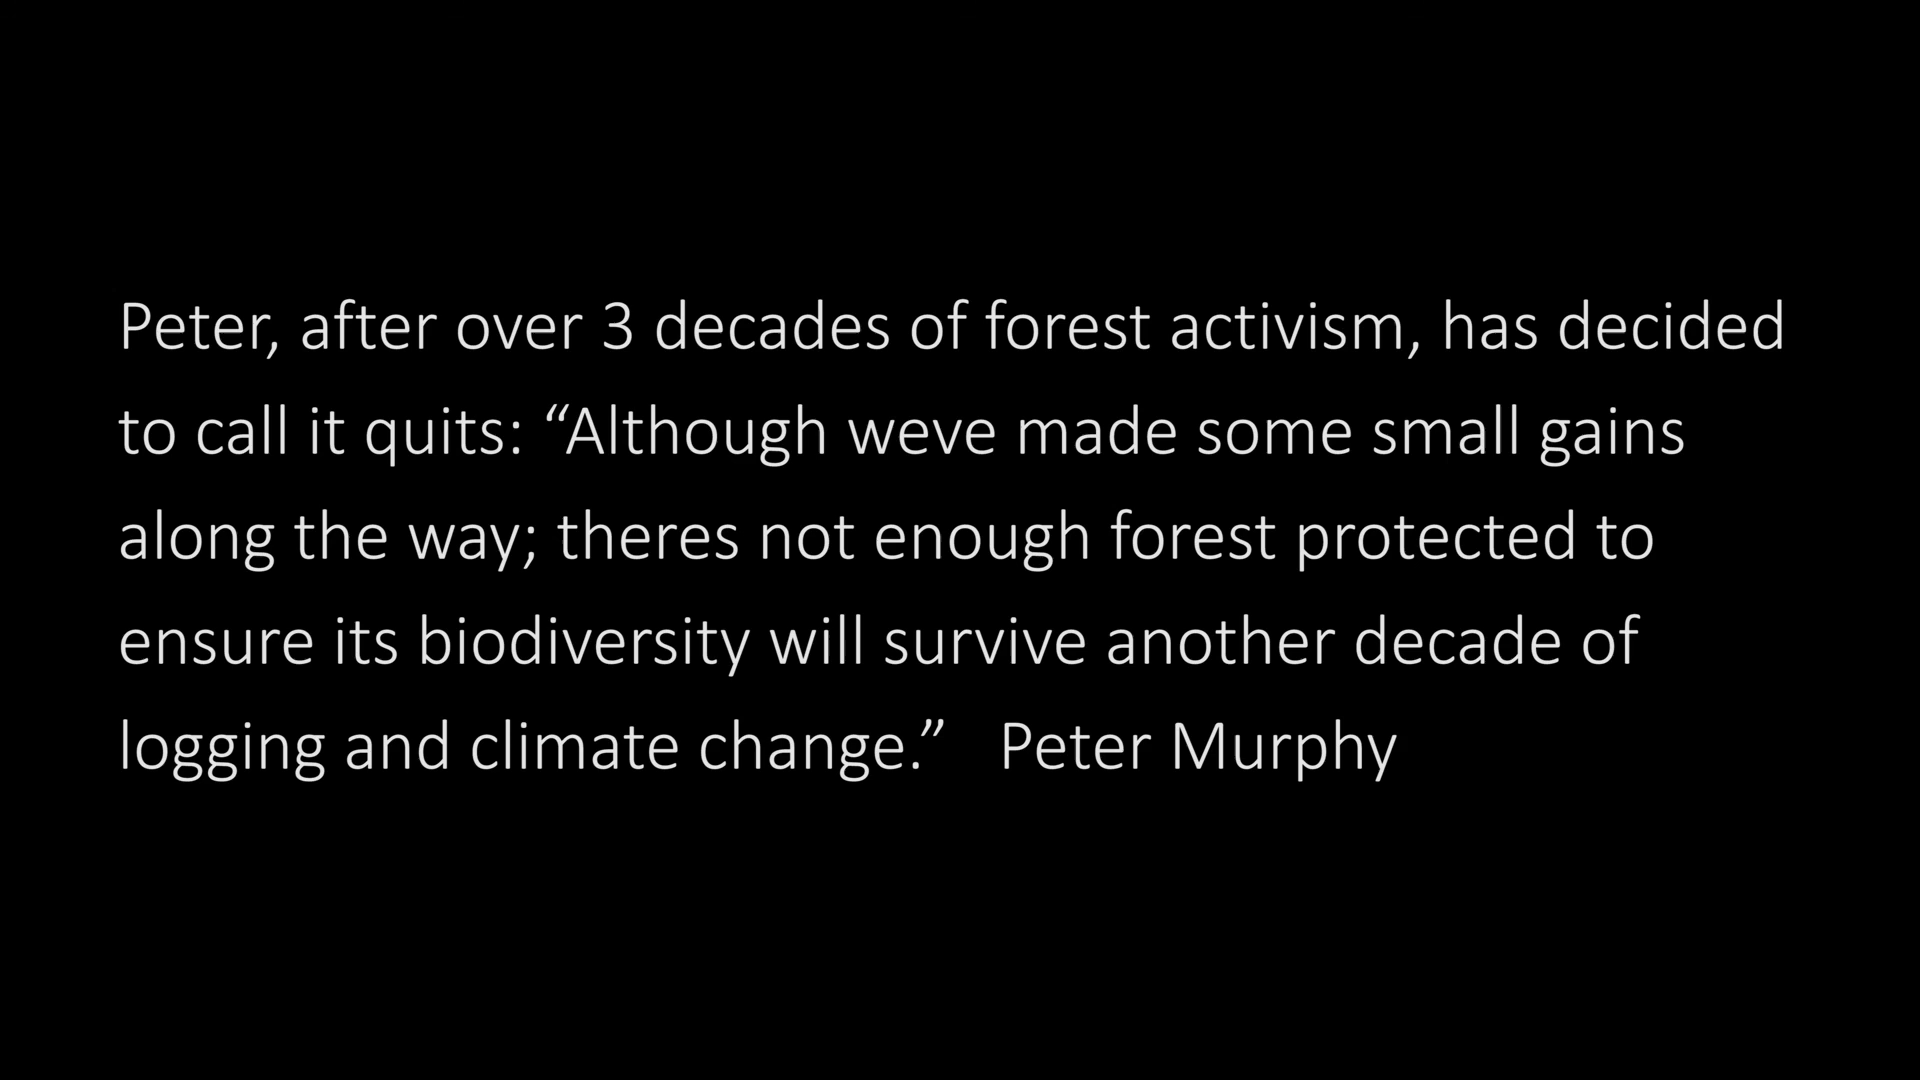 Peter, after over 3 decades of forest activism, has decided
to call it quits: “Although weve made some small gains
along the way; theres not enough forest protected to
ensure its biodiversity will survive another decade of
logging and climate change.”   Peter Murphy